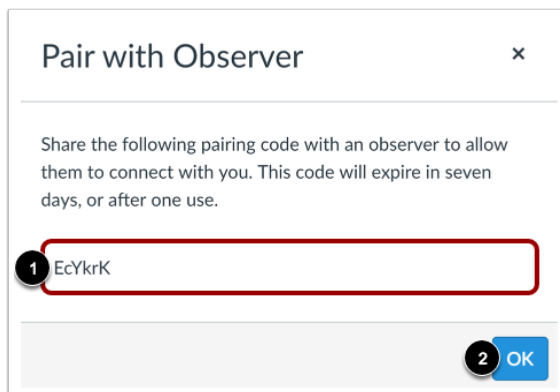 Pair with Observer
×
Share the following pairing code with an observer to allow
them to connect with you. This code will expire in seven
days, or after one use.
1
EcYkrK
2
OK